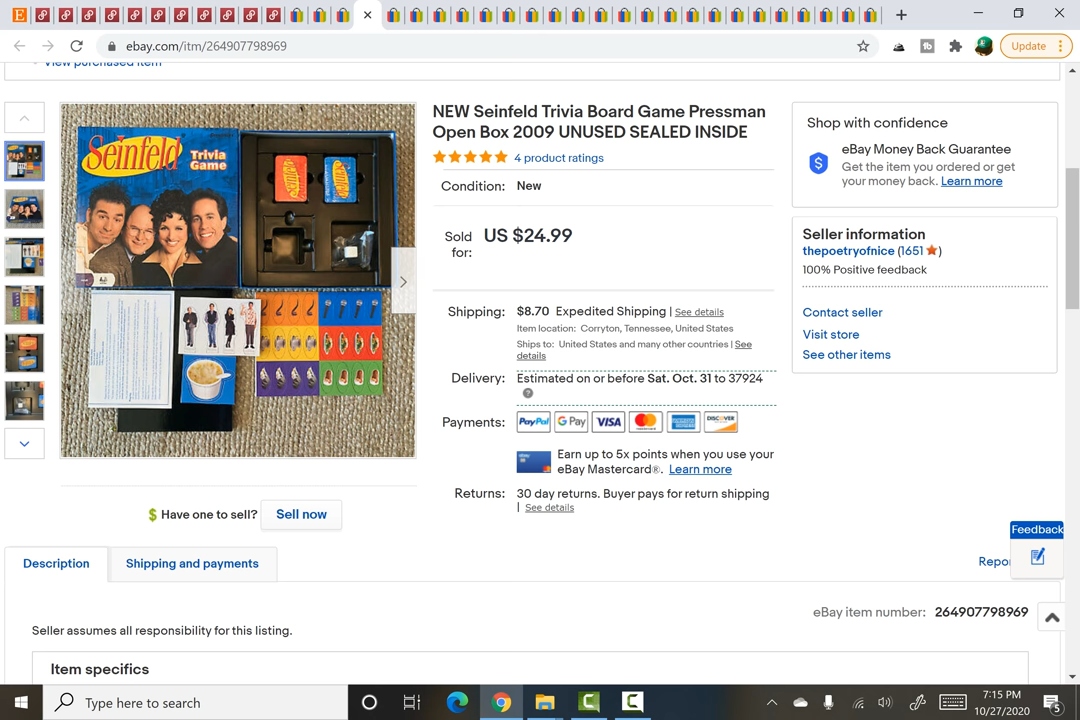 ebay.com/itm/264907798969
Update
View purchased item
Seinfeld
Trivia
Game
NEW Seinfeld Trivia Board Game Pressman
Open Box 2009 UNUSED SEALED INSIDE
4 product ratings
Condition: New
Sold
for:
US $24.99
Shipping: $8.70 Expedited Shipping | See details
Item location: Corryton, Tennessee, United States
Ships to: United States and many other countries | See
details
Delivery: Estimated on or before Sat. Oct. 31 to 37924
Payments: PayPal G Pay VISA DISCOVER
Earn up to 5x points when you use your
eBay Mastercard®. Learn more
Returns: 30 day returns. Buyer pays for return shipping
| See details
Have one to sell? Sell now
Shop with confidence
eBay Money Back Guarantee
Get the item you ordered or get
your money back. Learn more
Seller information
thepoetryofnice (1651)
100% Positive feedback
Contact seller
Visit store
See other items
Feedback
Description
Shipping and payments
Repor
eBay item number: 264907798969
Seller assumes all responsibility for this listing.
Item specifics
Type here to search
7:15 PM
10/27/2020
5